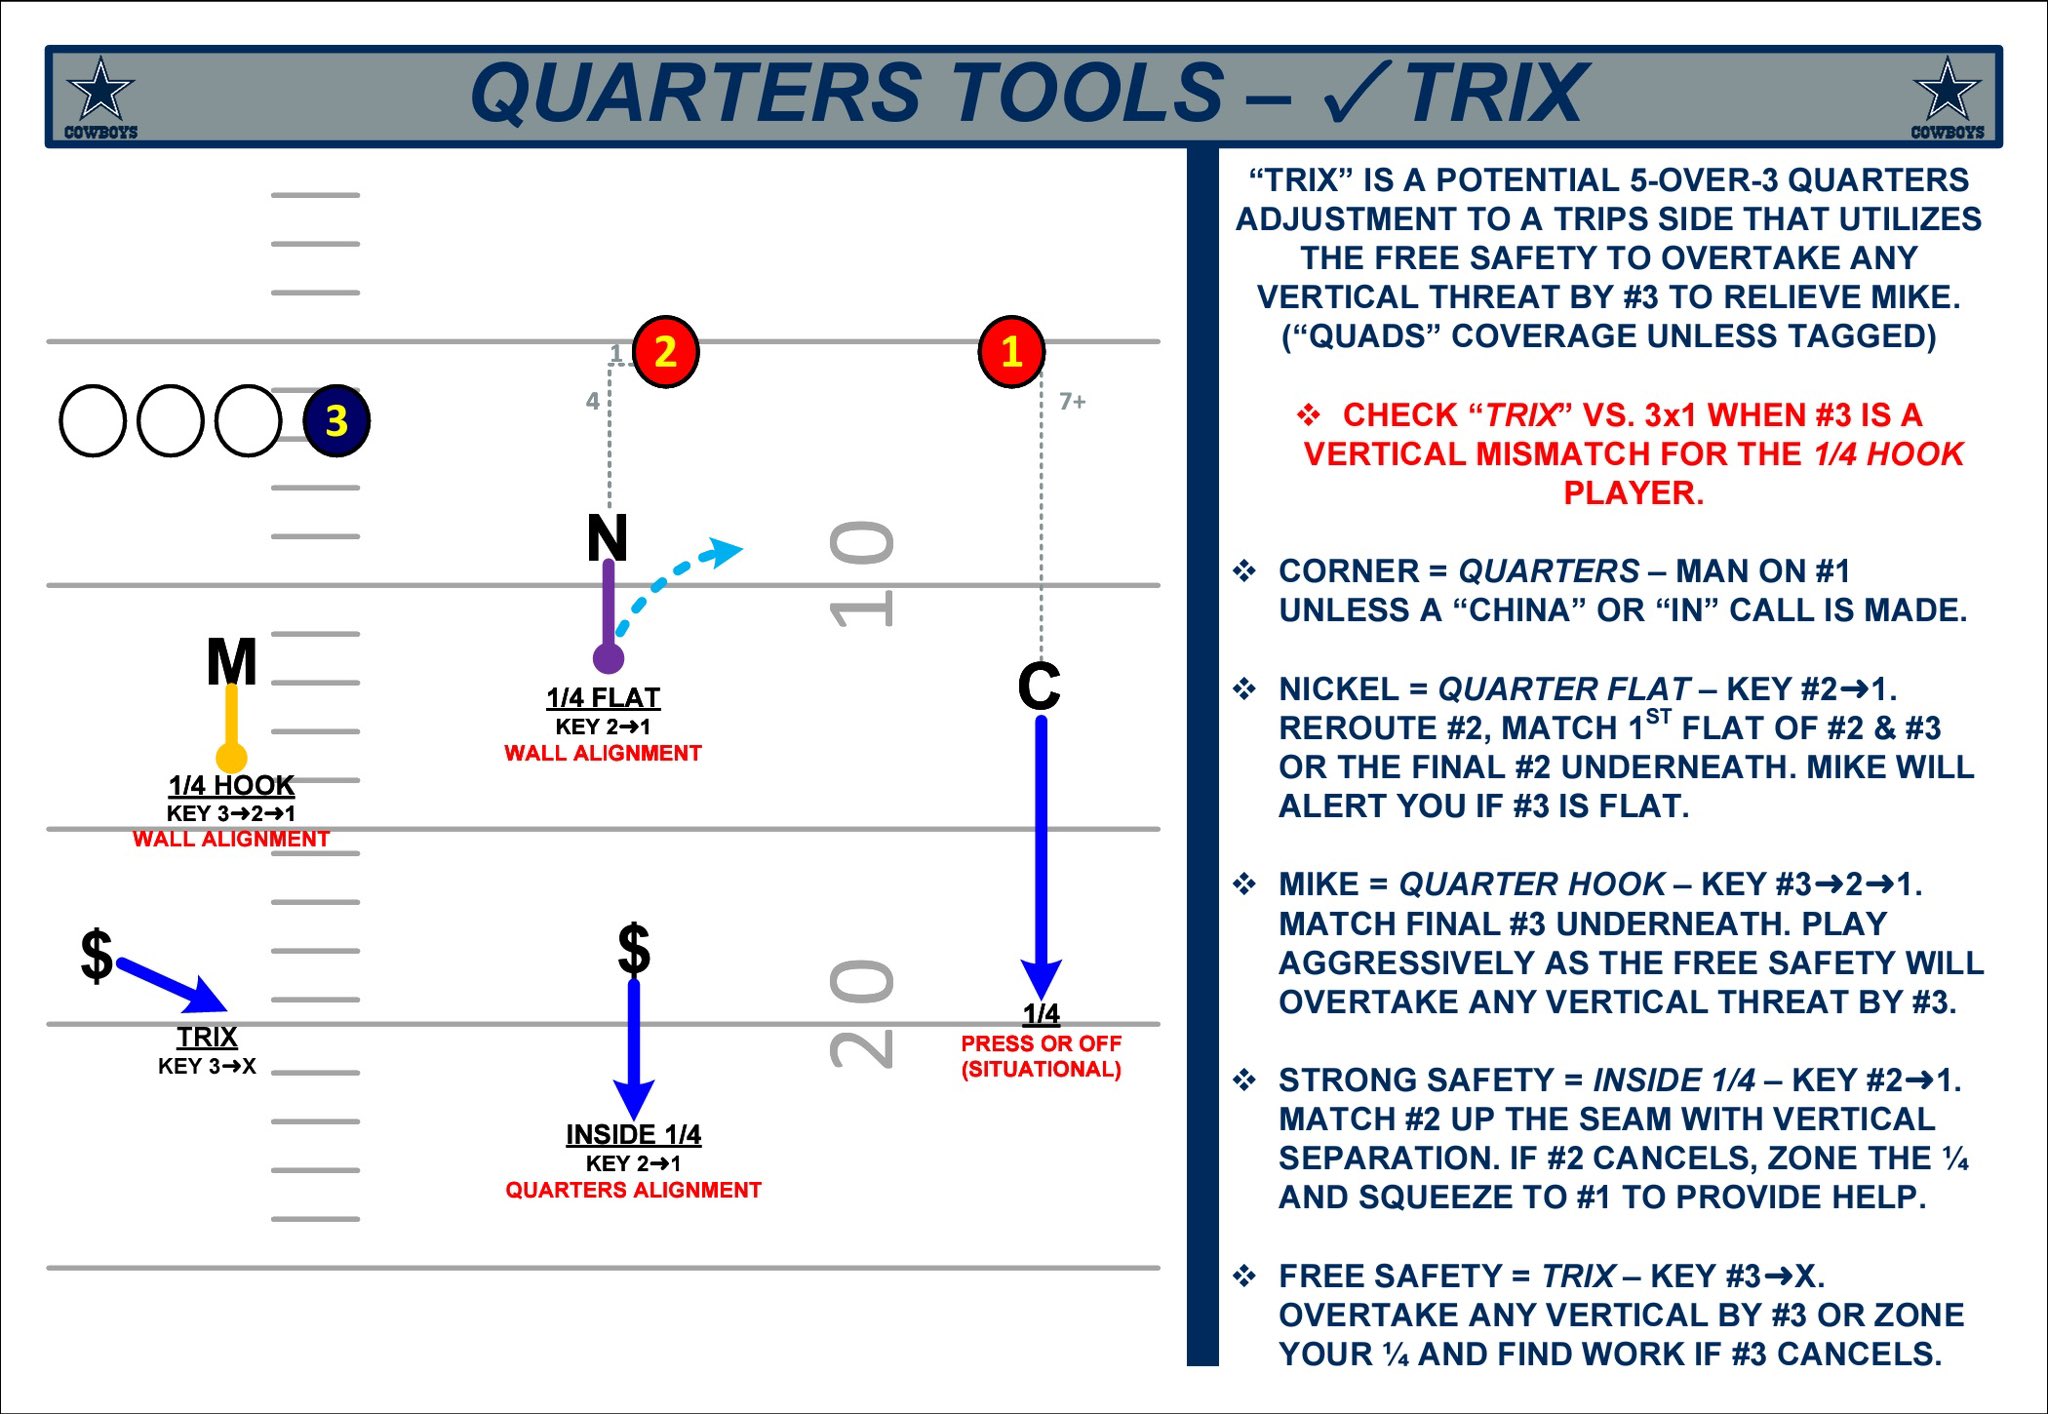 QUARTERS TOOLS – ✓TRIX
COWBOYS
COWBOYS
1
2
1
4
7+
3
N
10
M
1/4 FLAT
KEY 2➔1
WALL ALIGNMENT
C
1/4 HOOK
KEY 3➔2➔1
WALL ALIGNMENT
$
$
20
TRIX
KEY 3➔X
1/4
PRESS OR OFF
(SITUATIONAL)
INSIDE 1/4
KEY 2➔1
QUARTERS ALIGNMENT
“TRIX” IS A POTENTIAL 5-OVER-3 QUARTERS
ADJUSTMENT TO A TRIPS SIDE THAT UTILIZES
THE FREE SAFETY TO OVERTAKE ANY
VERTICAL THREAT BY #3 TO RELIEVE MIKE.
(“QUADS” COVERAGE UNLESS TAGGED)
❖ CHECK “TRIX” VS. 3x1 WHEN #3 IS A
VERTICAL MISMATCH FOR THE 1/4 HOOK
PLAYER.
❖ CORNER = QUARTERS – MAN ON #1
UNLESS A “CHINA” OR “IN” CALL IS MADE.
❖ NICKEL = QUARTER FLAT – KEY #2➔1.
REROUTE #2, MATCH 1ST FLAT OF #2 & #3
OR THE FINAL #2 UNDERNEATH. MIKE WILL
ALERT YOU IF #3 IS FLAT.
❖ MIKE = QUARTER HOOK – KEY #3➔2➔1.
MATCH FINAL #3 UNDERNEATH. PLAY
AGGRESSIVELY AS THE FREE SAFETY WILL
OVERTAKE ANY VERTICAL THREAT BY #3.
❖ STRONG SAFETY = INSIDE 1/4 – KEY #2➔1.
MATCH #2 UP THE SEAM WITH VERTICAL
SEPARATION. IF #2 CANCELS, ZONE THE ¼
AND SQUEEZE TO #1 TO PROVIDE HELP.
❖ FREE SAFETY = TRIX – KEY #3➔X.
OVERTAKE ANY VERTICAL BY #3 OR ZONE
YOUR ¼ AND FIND WORK IF #3 CANCELS.